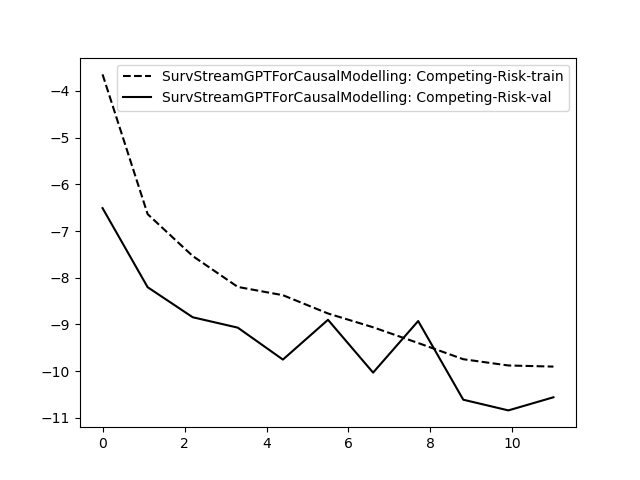 SurvStreamGPTForCausalModelling: Competing-Risk-train
SurvStreamGPTForCausalModelling: Competing-Risk-val
−4
−5
−6
−7
−8
−9
−10
−11
0 2 4 6 8 10